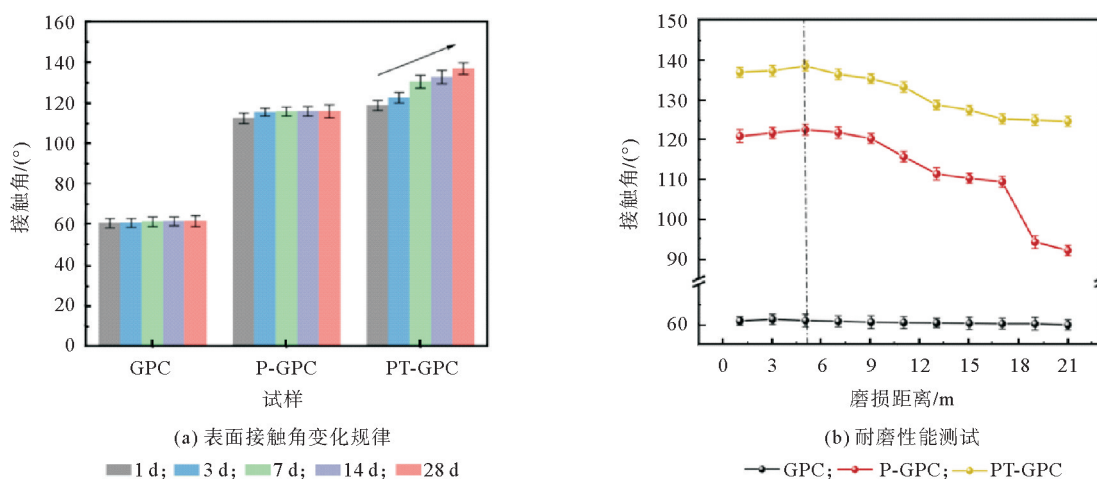 160
140
120
100
80
60
40
20
0
接触角/(°)
GPC P-GPC PT-GPC
试样
(a) 表面接触角变化规律
1 d; 3 d; 7 d; 14 d; 28 d
150
140
130
120
110
100
90
60
接触角/(°)
0 3 6 9 12 15 18 21
磨损距离/m
(b) 耐磨性能测试
GPC; P-GPC; PT-GPC